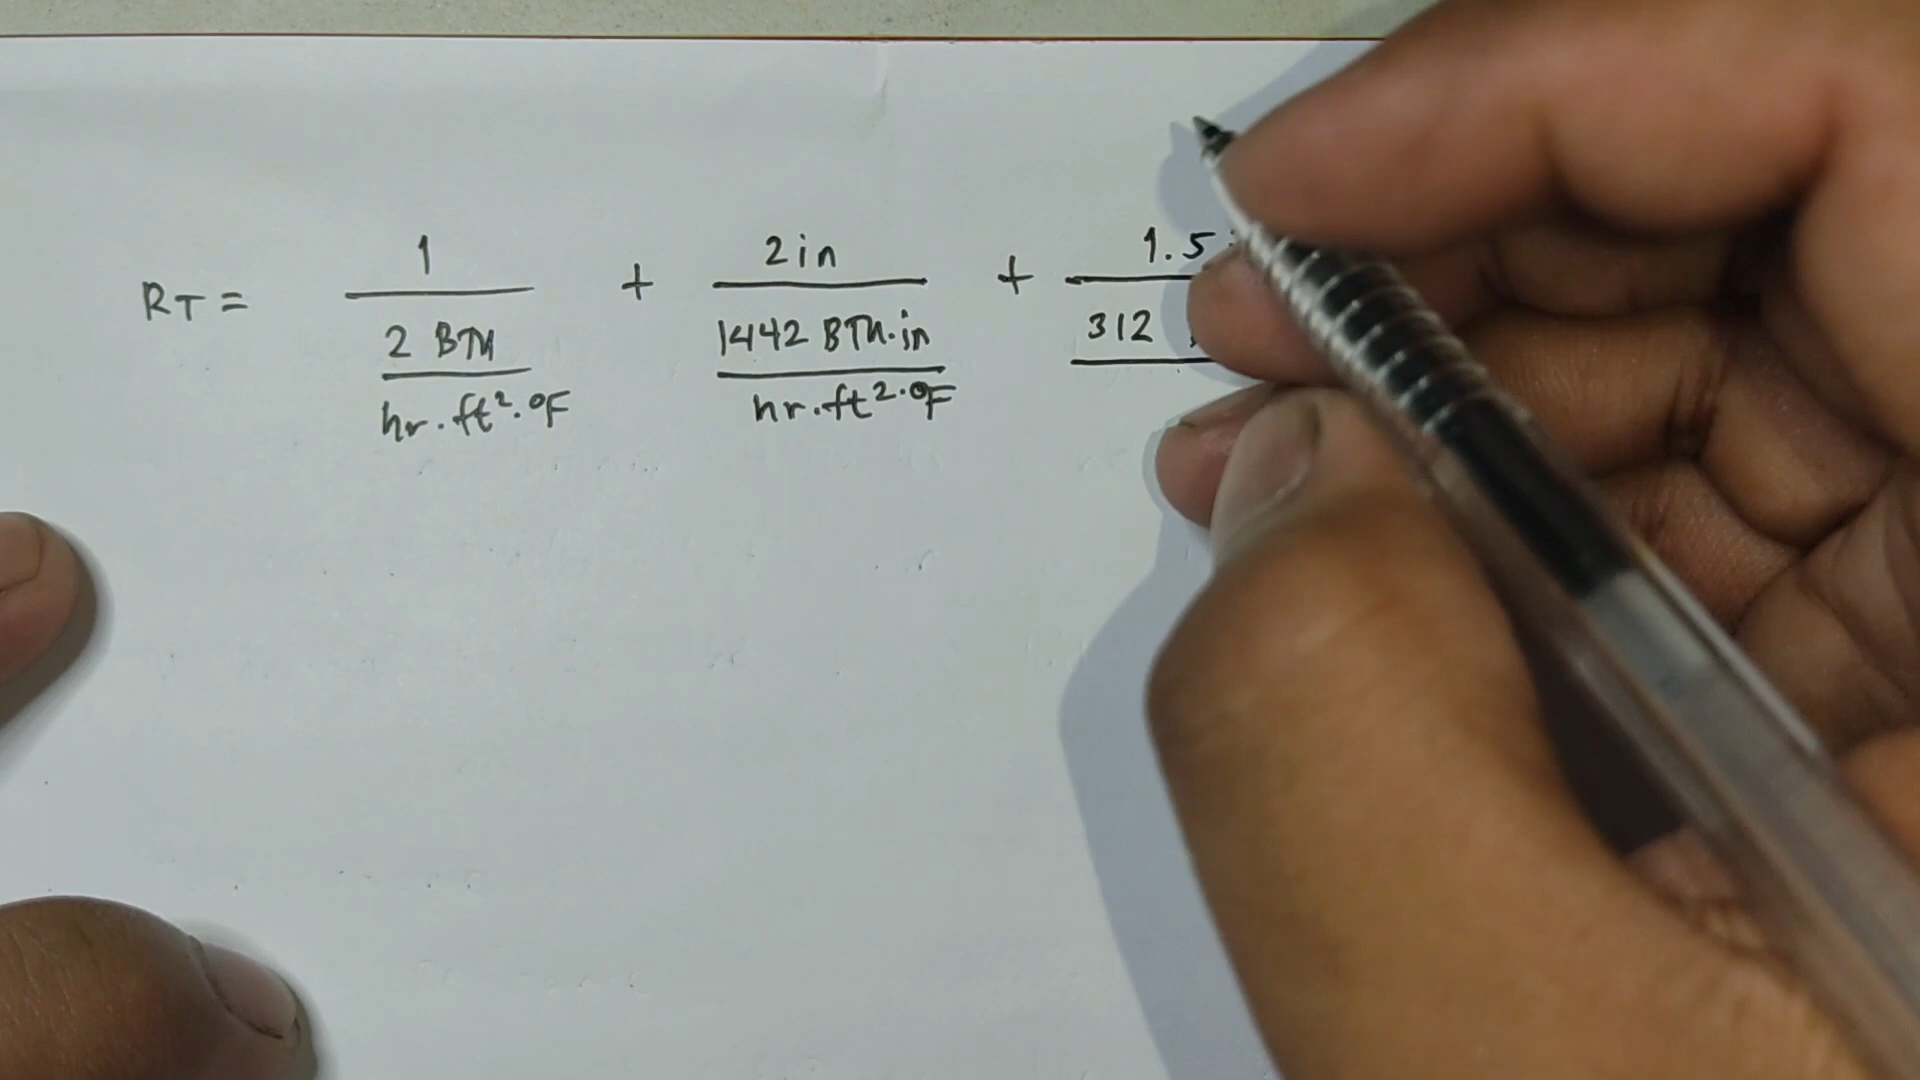 RT = 1 + 2in + 1.5
2 BTU 1442 BTU.in 312
hr.ft².°F hr.ft².°F